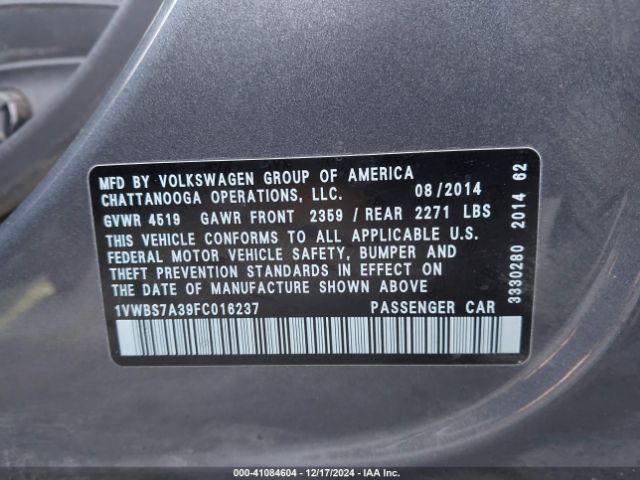 MFD BY VOLKSWAGEN GROUP OF AMERICA
CHATTANOOGA OPERATIONS, LLC. 08/2014
GVWR 4519 GAWR FRONT 2359 / REAR 2271 LBS
THIS VEHICLE CONFORMS TO ALL APPLICABLE U.S.
FEDERAL MOTOR VEHICLE SAFETY, BUMPER AND
THEFT PREVENTION STANDARDS IN EFFECT ON
THE DATE OF MANUFACTURE SHOWN ABOVE
1VWBS7A39FC016237 PASSENGER CAR
3330280 2014 62
000-41084604 • 12/17/2024 • IAA Inc.